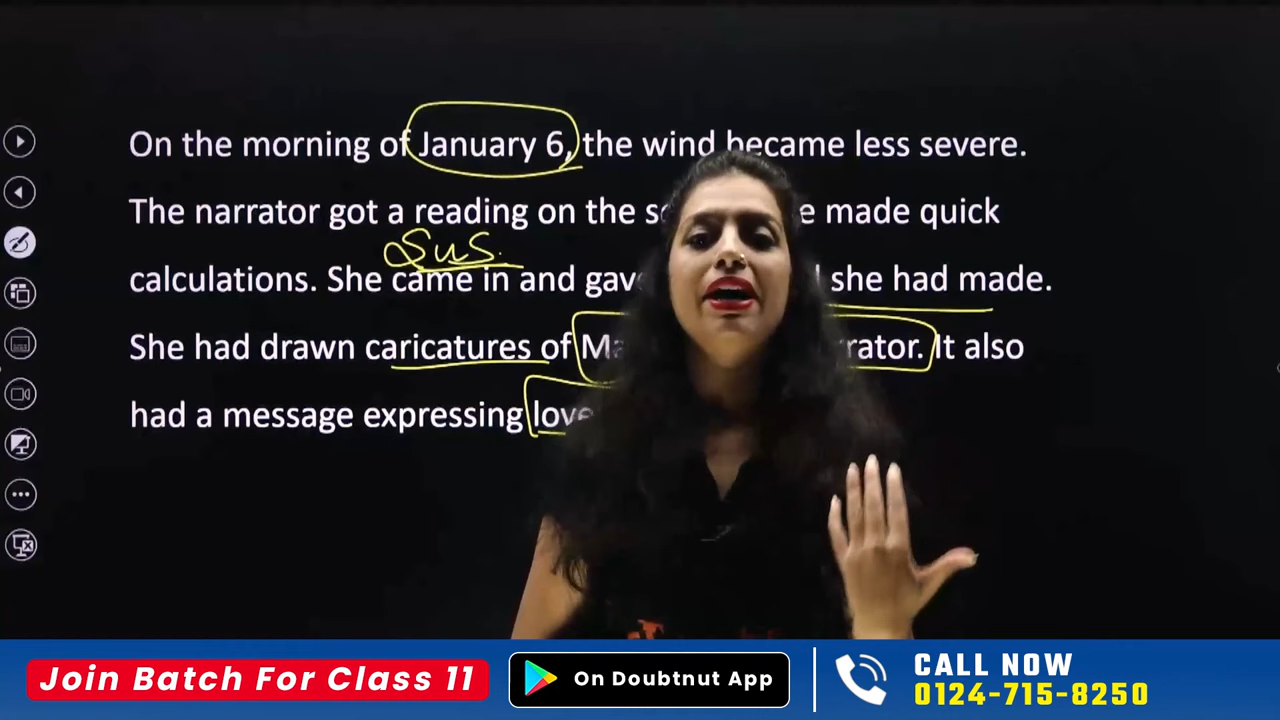 On the morning of January 6, the wind became less severe.
The narrator got a reading on the made quick
Sus.
calculations. She came in and she had made.
She had drawn caricatures of It also
had a message expressing love
Join Batch For Class 11
On Doubtnut App
CALL NOW
0124-715-8250